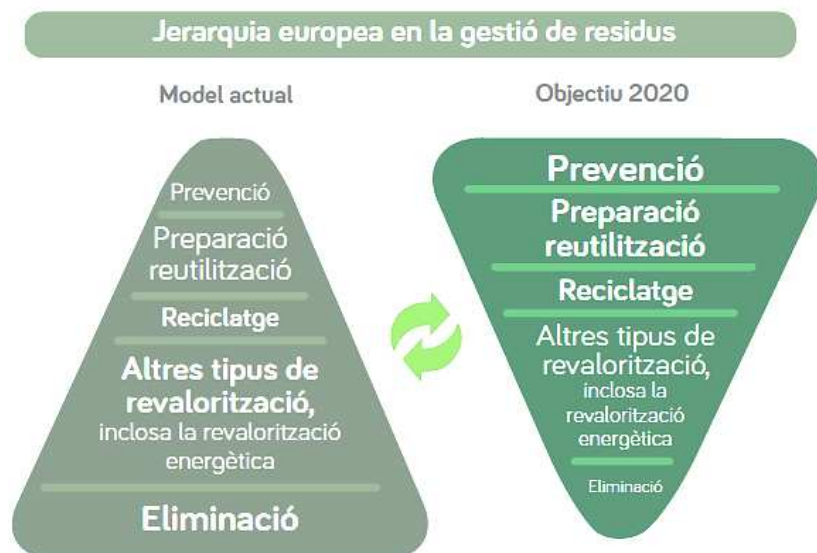 Jerarquia europea en la gestió de residus
Model actual
Prevenció
Preparació
reutilització
Reciclatge
Altres tipus de
revalorització,
inclosa la revalorització
energètica
Eliminació
Objectiu 2020
Prevenció
Preparació
reutilització
Reciclatge
Altres tipus de
revalorització,
inclosa la
revalorització
energètica
Eliminació